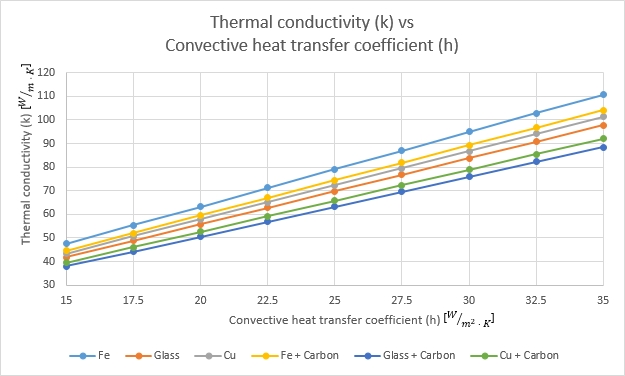 Thermal conductivity (k) vs
Convective heat transfer coefficient (h)
Thermal conductivity (k) [W/m · K]
120
110
100
90
80
70
60
50
40
30
15 17.5 20 22.5 25 27.5 30 32.5 35
Convective heat transfer coefficient (h) [W/m² · K]
Fe Glass Cu Fe + Carbon Glass + Carbon Cu + Carbon